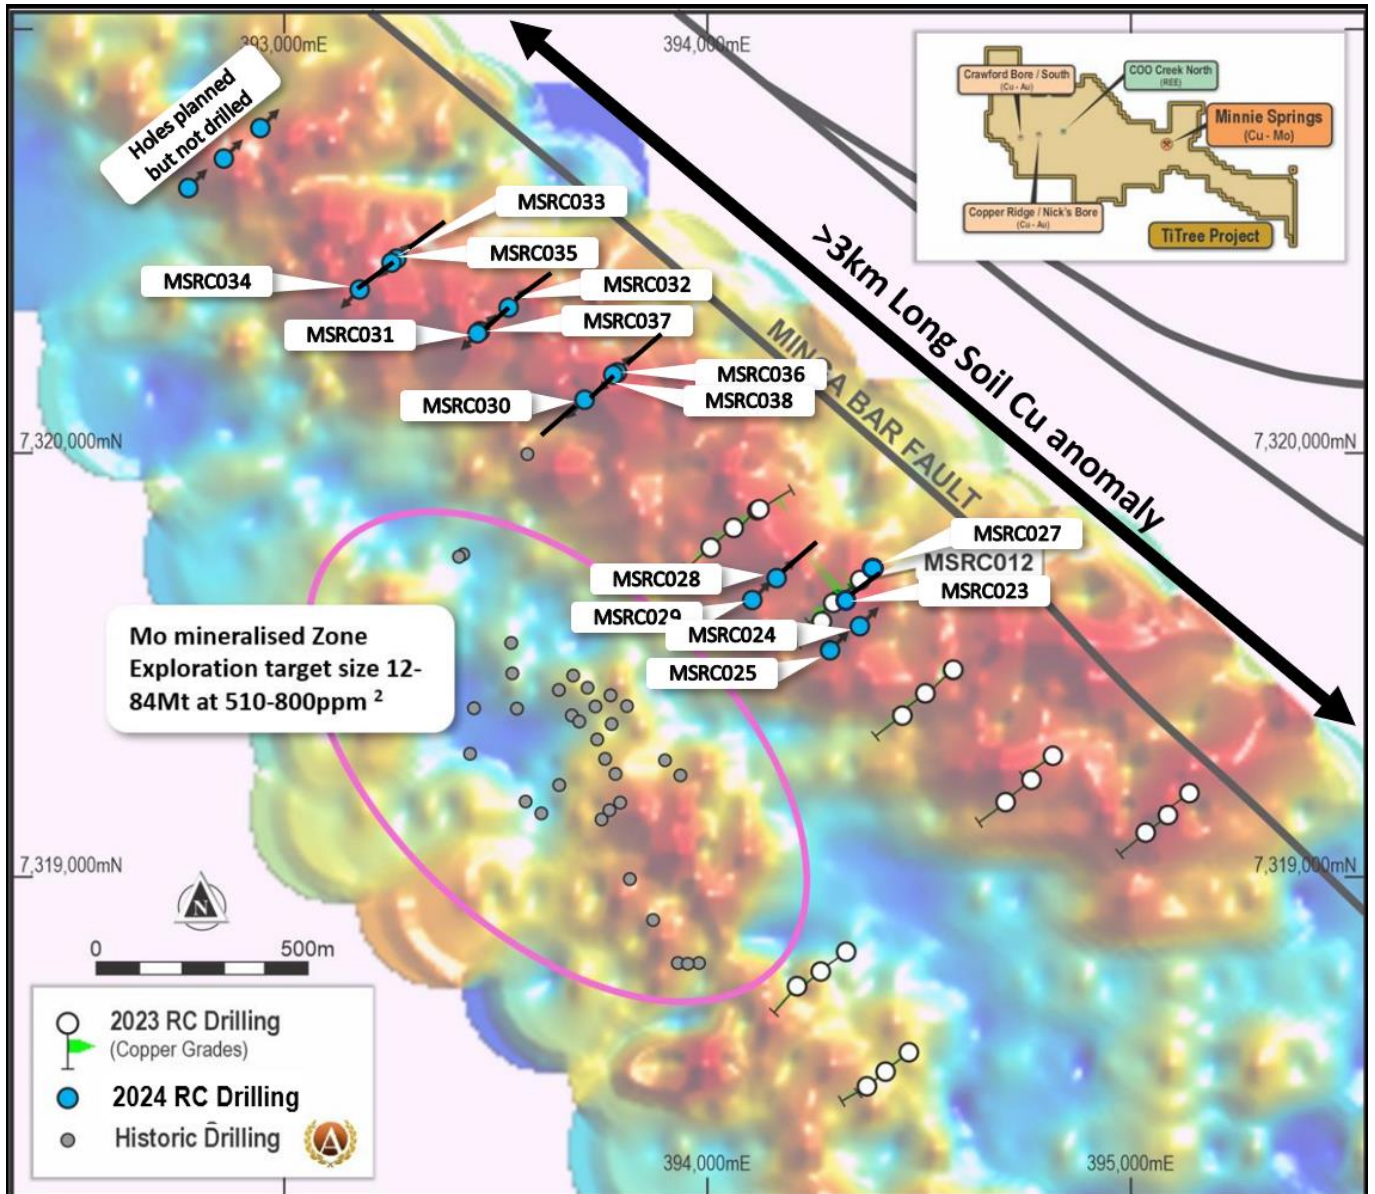 393,000mE
394,000mE
Holes planned
but not drilled
Crawford Bore / South
(Cu - Au)
COO Creek North
(REE)
Minnie Springs
(Cu - Mo)
Copper Ridge / Nick's Bore
(Cu - Au)
TiTree Project
MSRC033
MSRC035
MSRC034
MSRC032
MSRC037
MSRC031
>3km Long Soil Cu anomaly
MINGA BAR FAULT
MSRC036
MSRC038
MSRC030
7,320,000mN
7,320,000mN
MSRC027
MSRC012
MSRC028
MSRC023
MSRC029
MSRC024
MSRC025
Mo mineralised Zone
Exploration target size 12-
84Mt at 510-800ppm 2
7,319,000mN
7,319,000mN
N
0 500m
2023 RC Drilling
(Copper Grades)
2024 RC Drilling
Historic Drilling
A
394,000mE
395,000mE